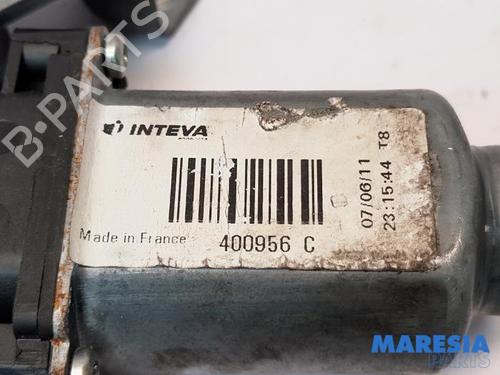 INTEVA
Made in France
400956 C
07/06/11
23:15:44 T8
B-PARTS
MARESIA
PARTS